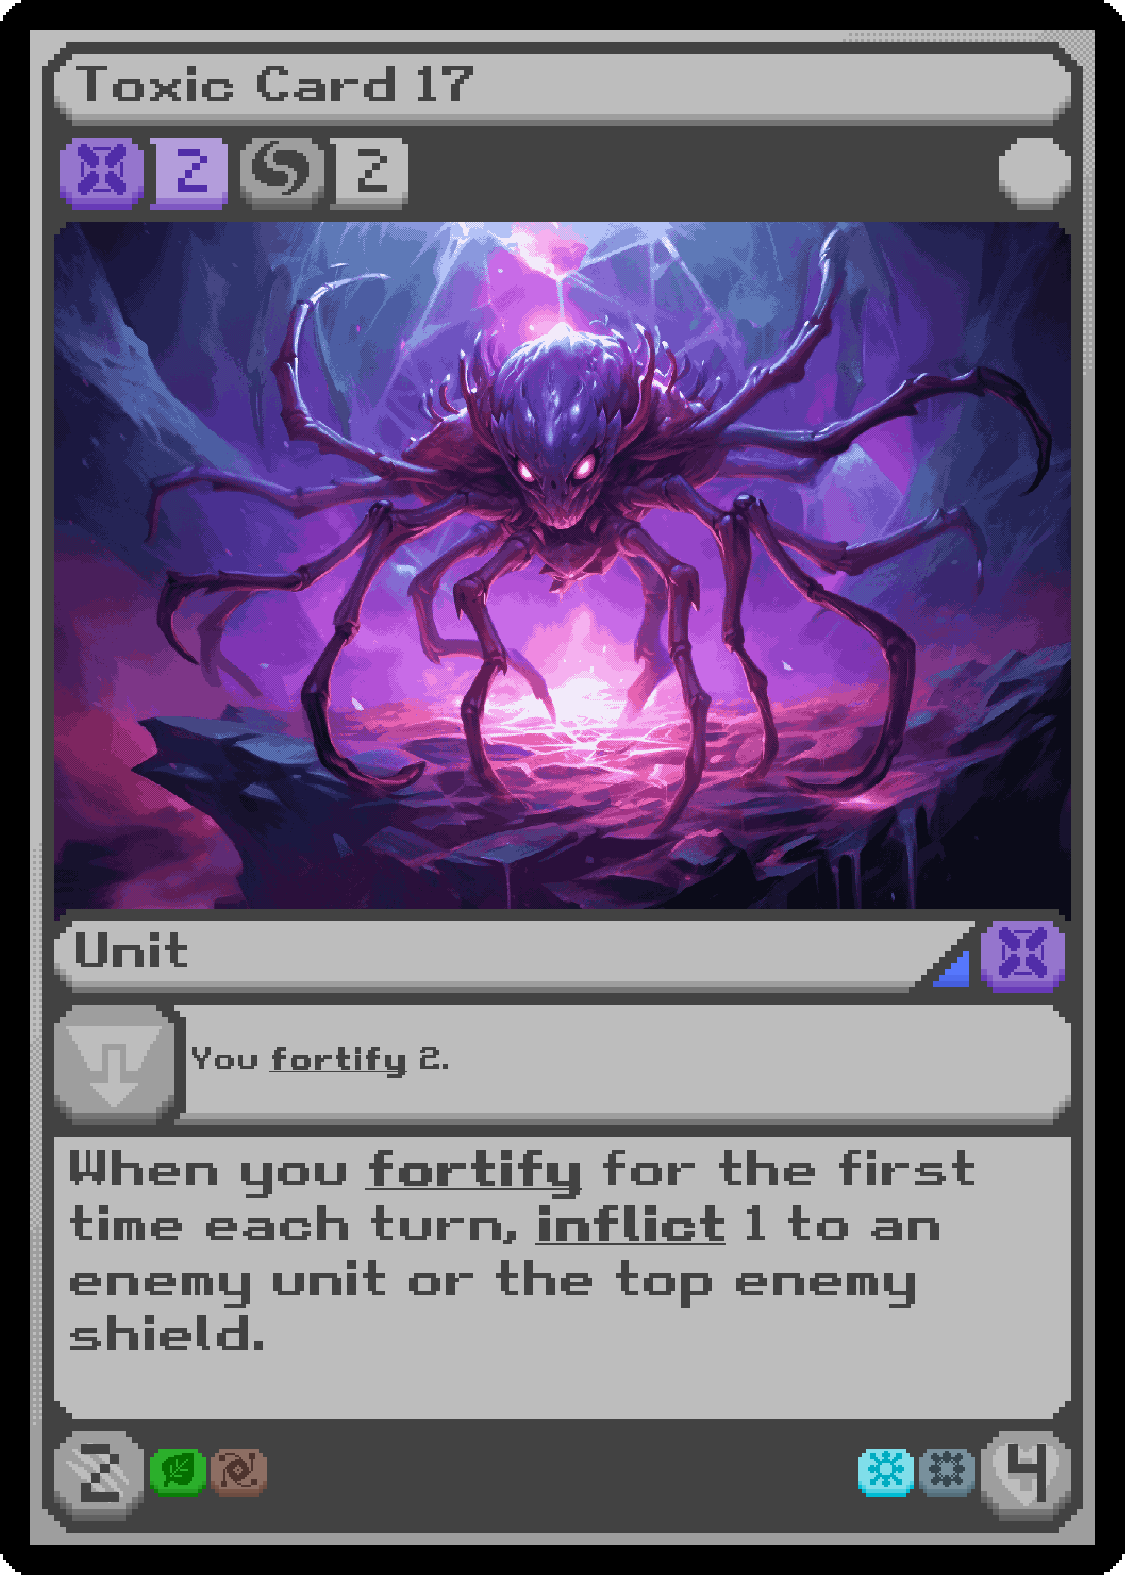 Toxic Card 17
2 2
Unit
You fortify 2.
When you fortify for the first
time each turn, inflict 1 to an
enemy unit or the top enemy
shield.
2 4